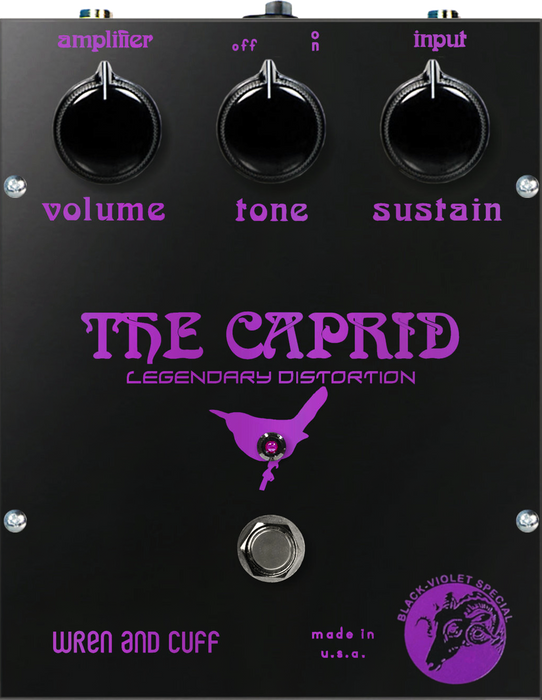 amplifier
off
on
input
volume
tone
sustain
THE CAPRID
LEGENDARY DISTORTION
BLACK-VIOLET SPECIAL
WREN AND CUFF
made in
u.s.a.